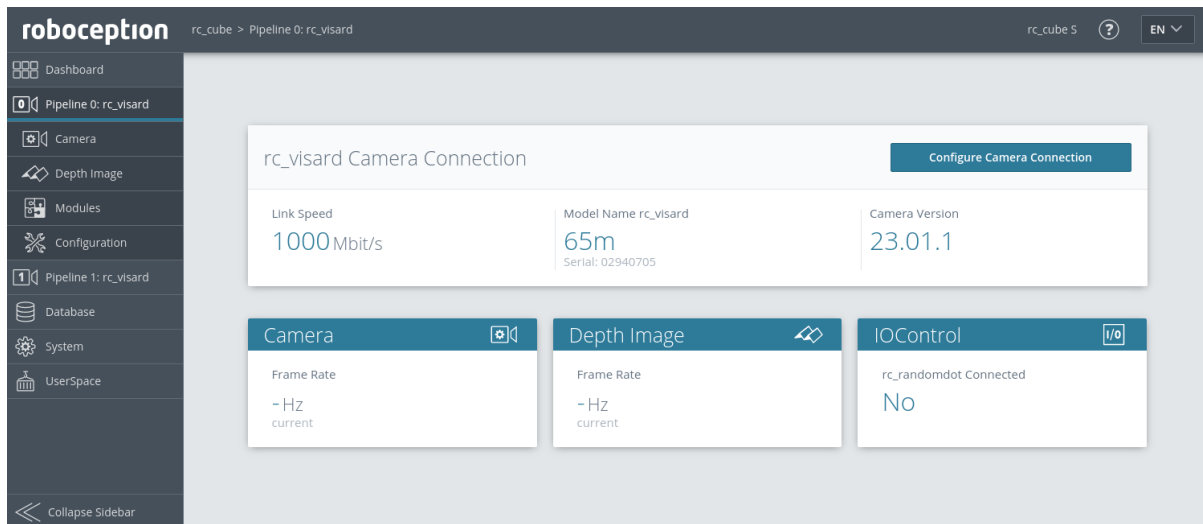 roboception
rc_cube > Pipeline 0: rc_visard
rc_cube S
?
EN
Dashboard
0 Pipeline 0: rc_visard
Camera
Depth Image
Modules
Configuration
1 Pipeline 1: rc_visard
Database
System
UserSpace
Collapse Sidebar
rc_visard Camera Connection
Configure Camera Connection
Link Speed
1000 Mbit/s
Model Name rc_visard
65m
Serial: 02940705
Camera Version
23.01.1
Camera
Frame Rate
- Hz
current
Depth Image
Frame Rate
- Hz
current
IOControl
I/O
rc_randomdot Connected
No